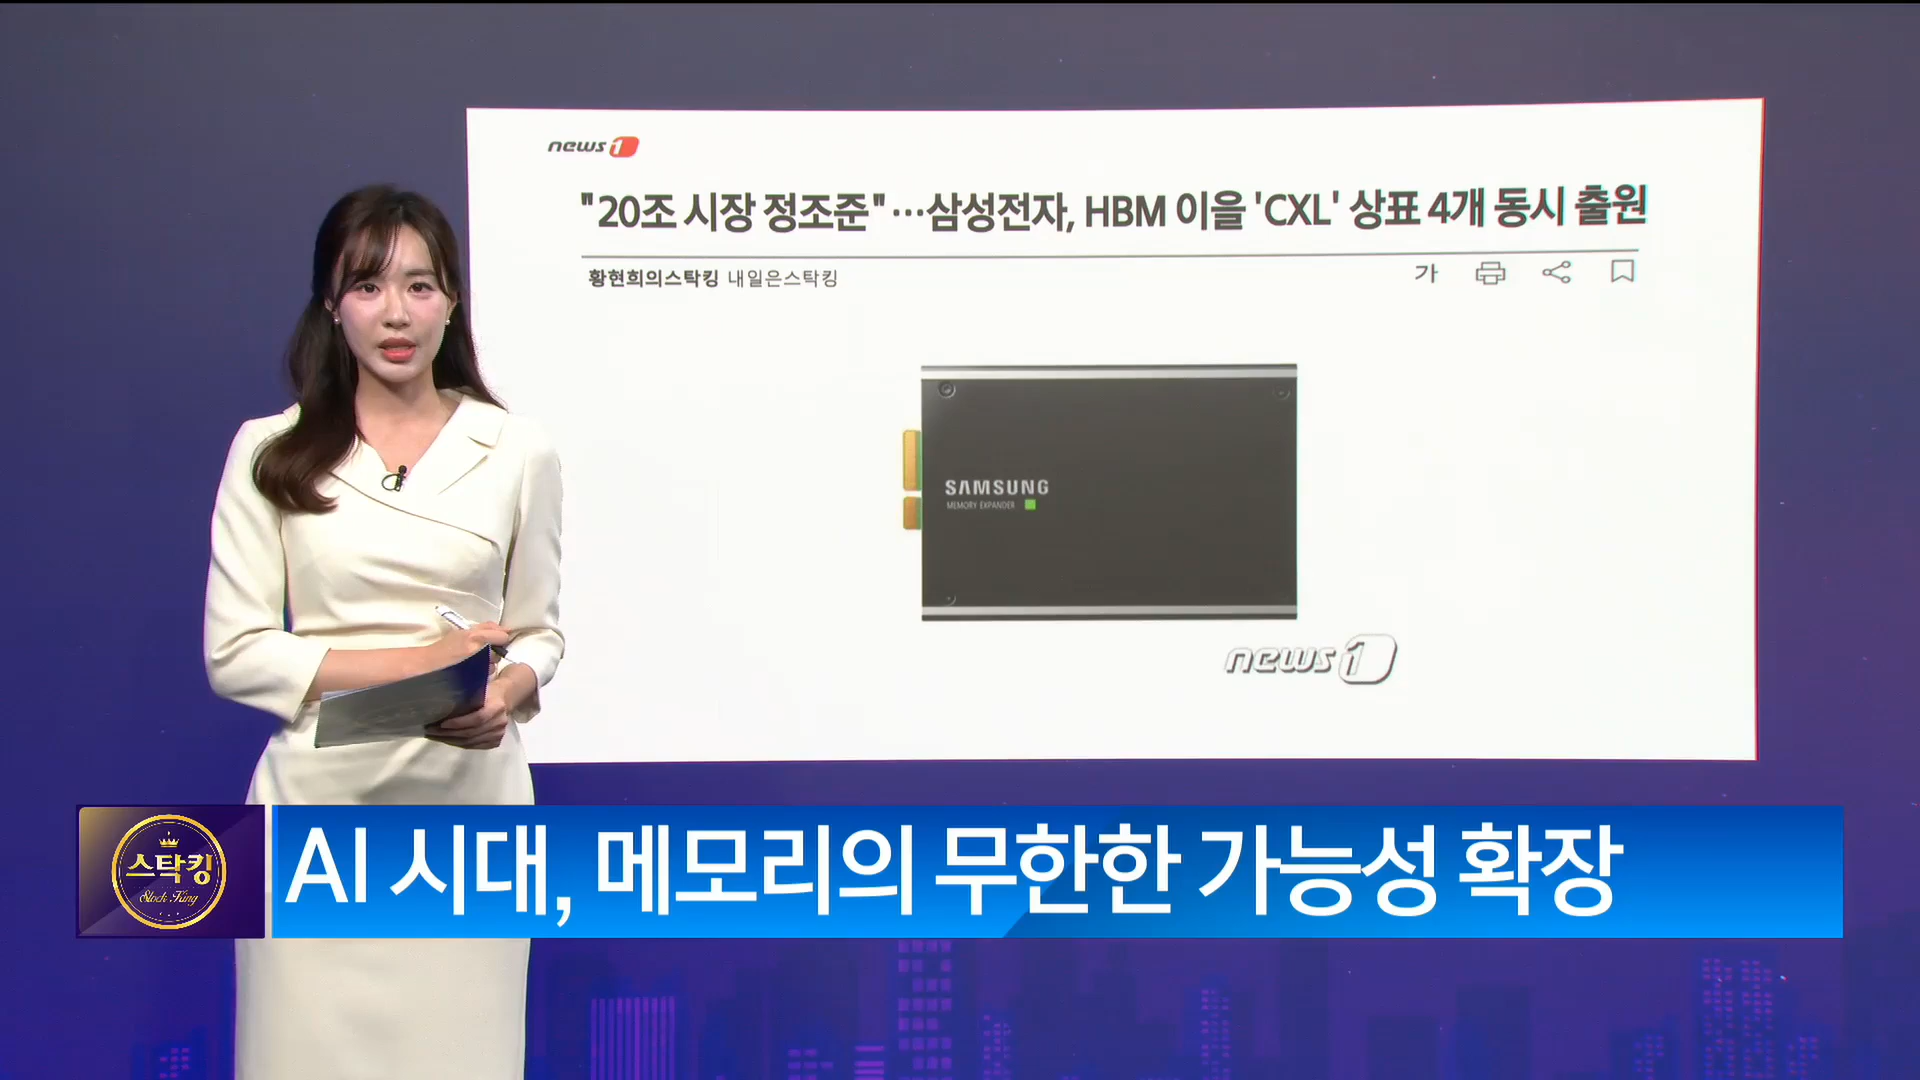 news1
"20조 시장 정조준"…삼성전자, HBM 이을 'CXL' 상표 4개 동시 출원
황현희의스탁킹 내일은스탁킹
가
SAMSUNG
MEMORY EXPANDER
news1
스탁킹
Stock King
AI 시대, 메모리의 무한한 가능성 확장